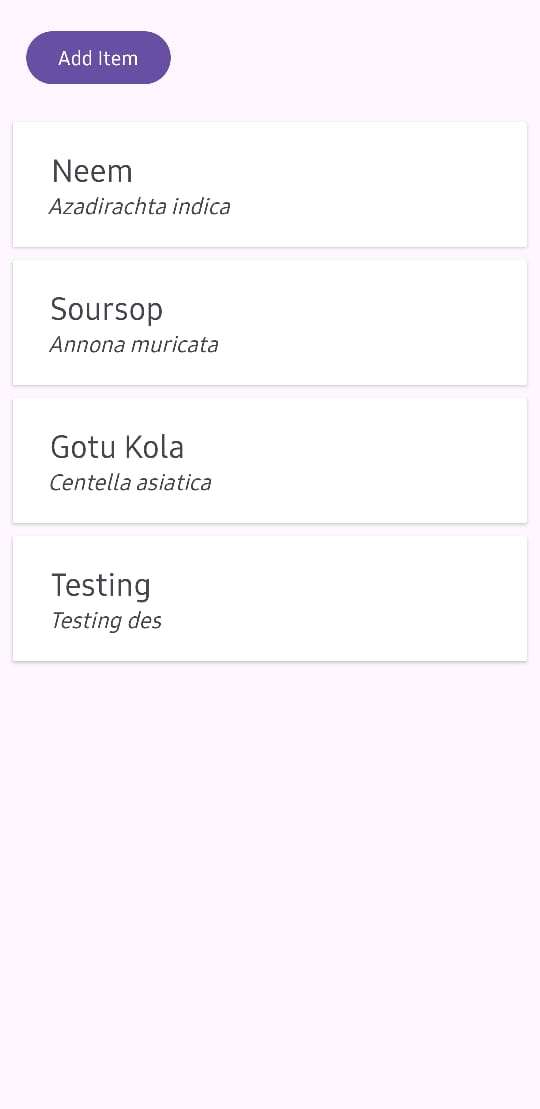 Add Item
Neem
Azadirachta indica
Soursop
Annona muricata
Gotu Kola
Centella asiatica
Testing
Testing des